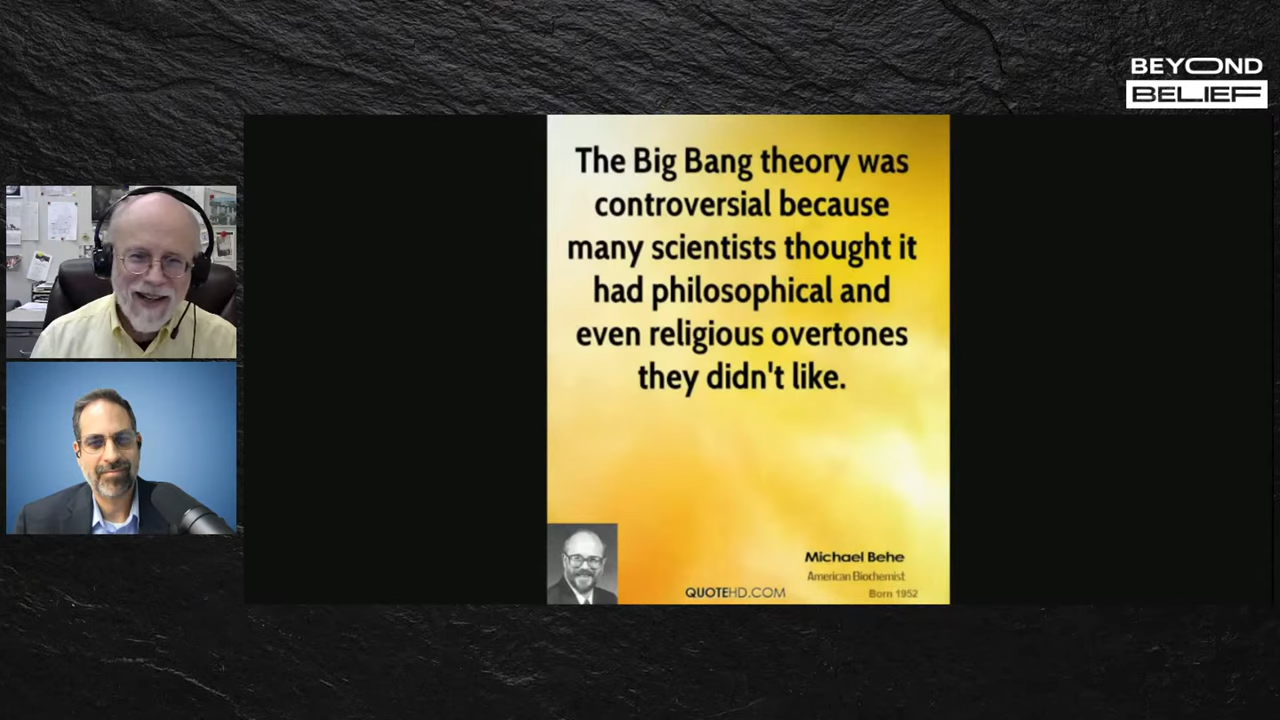 BEYOND
BELIEF
The Big Bang theory was
controversial because
many scientists thought it
had philosophical and
even religious overtones
they didn't like.
Michael Behe
American Biochemist
Born 1952
QUOTEHD.COM